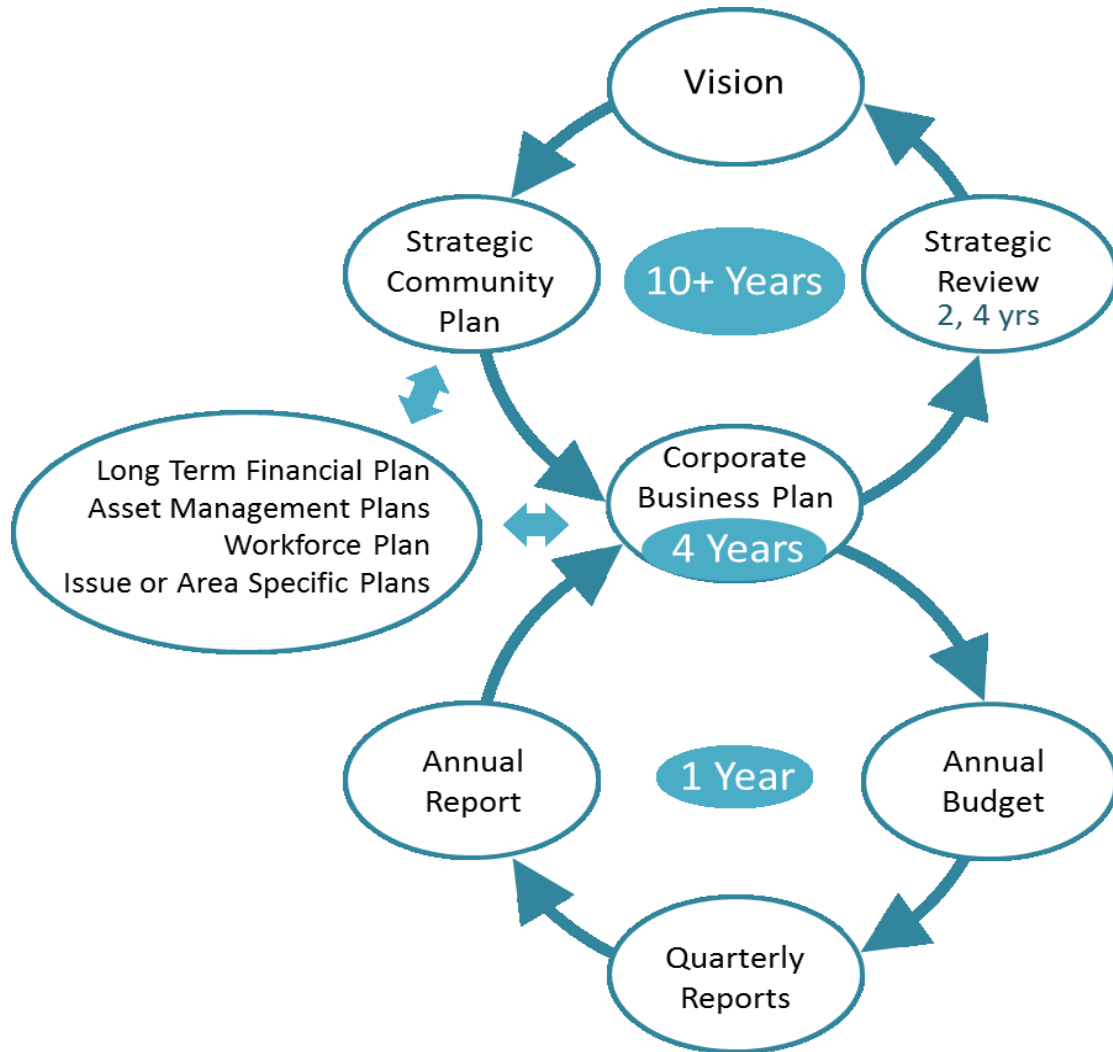 Vision
Strategic
Community
Plan
10+ Years
Strategic
Review
2, 4 yrs
Long Term Financial Plan
Asset Management Plans
Workforce Plan
Issue or Area Specific Plans
Corporate
Business Plan
4 Years
Annual
Report
1 Year
Annual
Budget
Quarterly
Reports